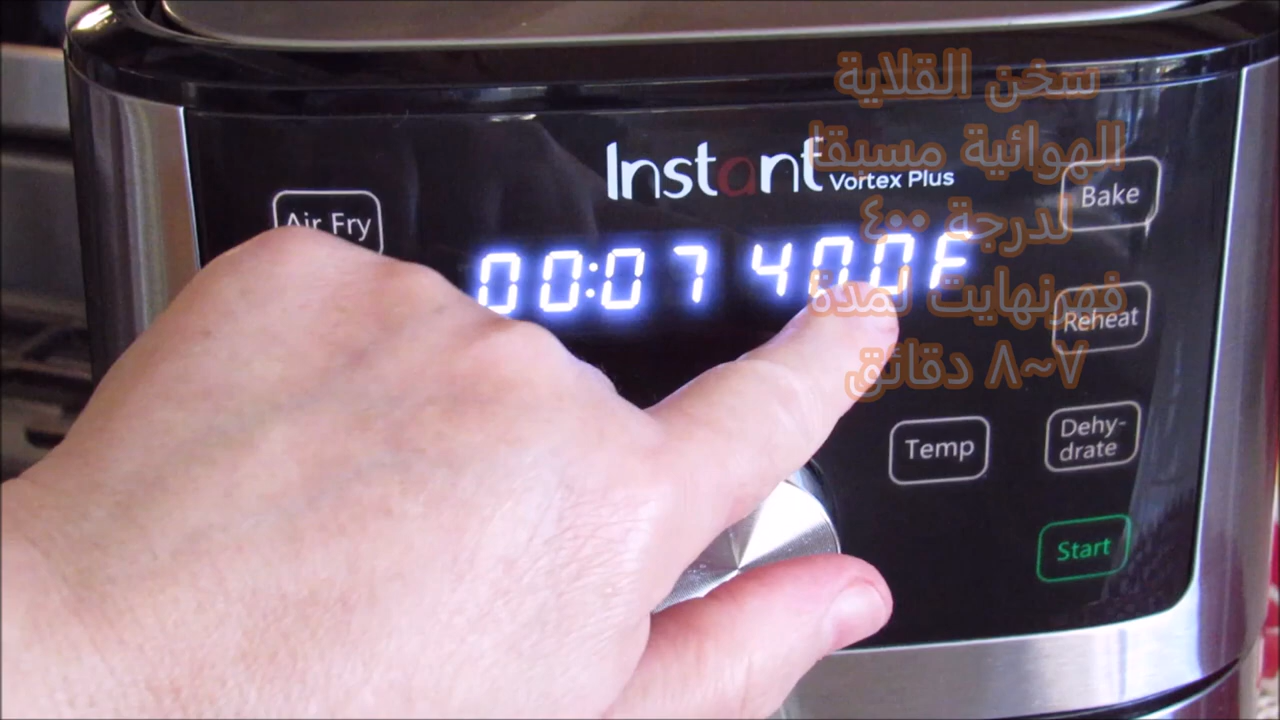 سخن القلاية
الهوائية مسبقا
لدرجة ٤٠٠
فهرنهايت لمدة
٧~٨ دقائق
Instant
Vortex Plus
Air Fry
Bake
00:07 400F
Reheat
Temp
Dehy-
drate
Start